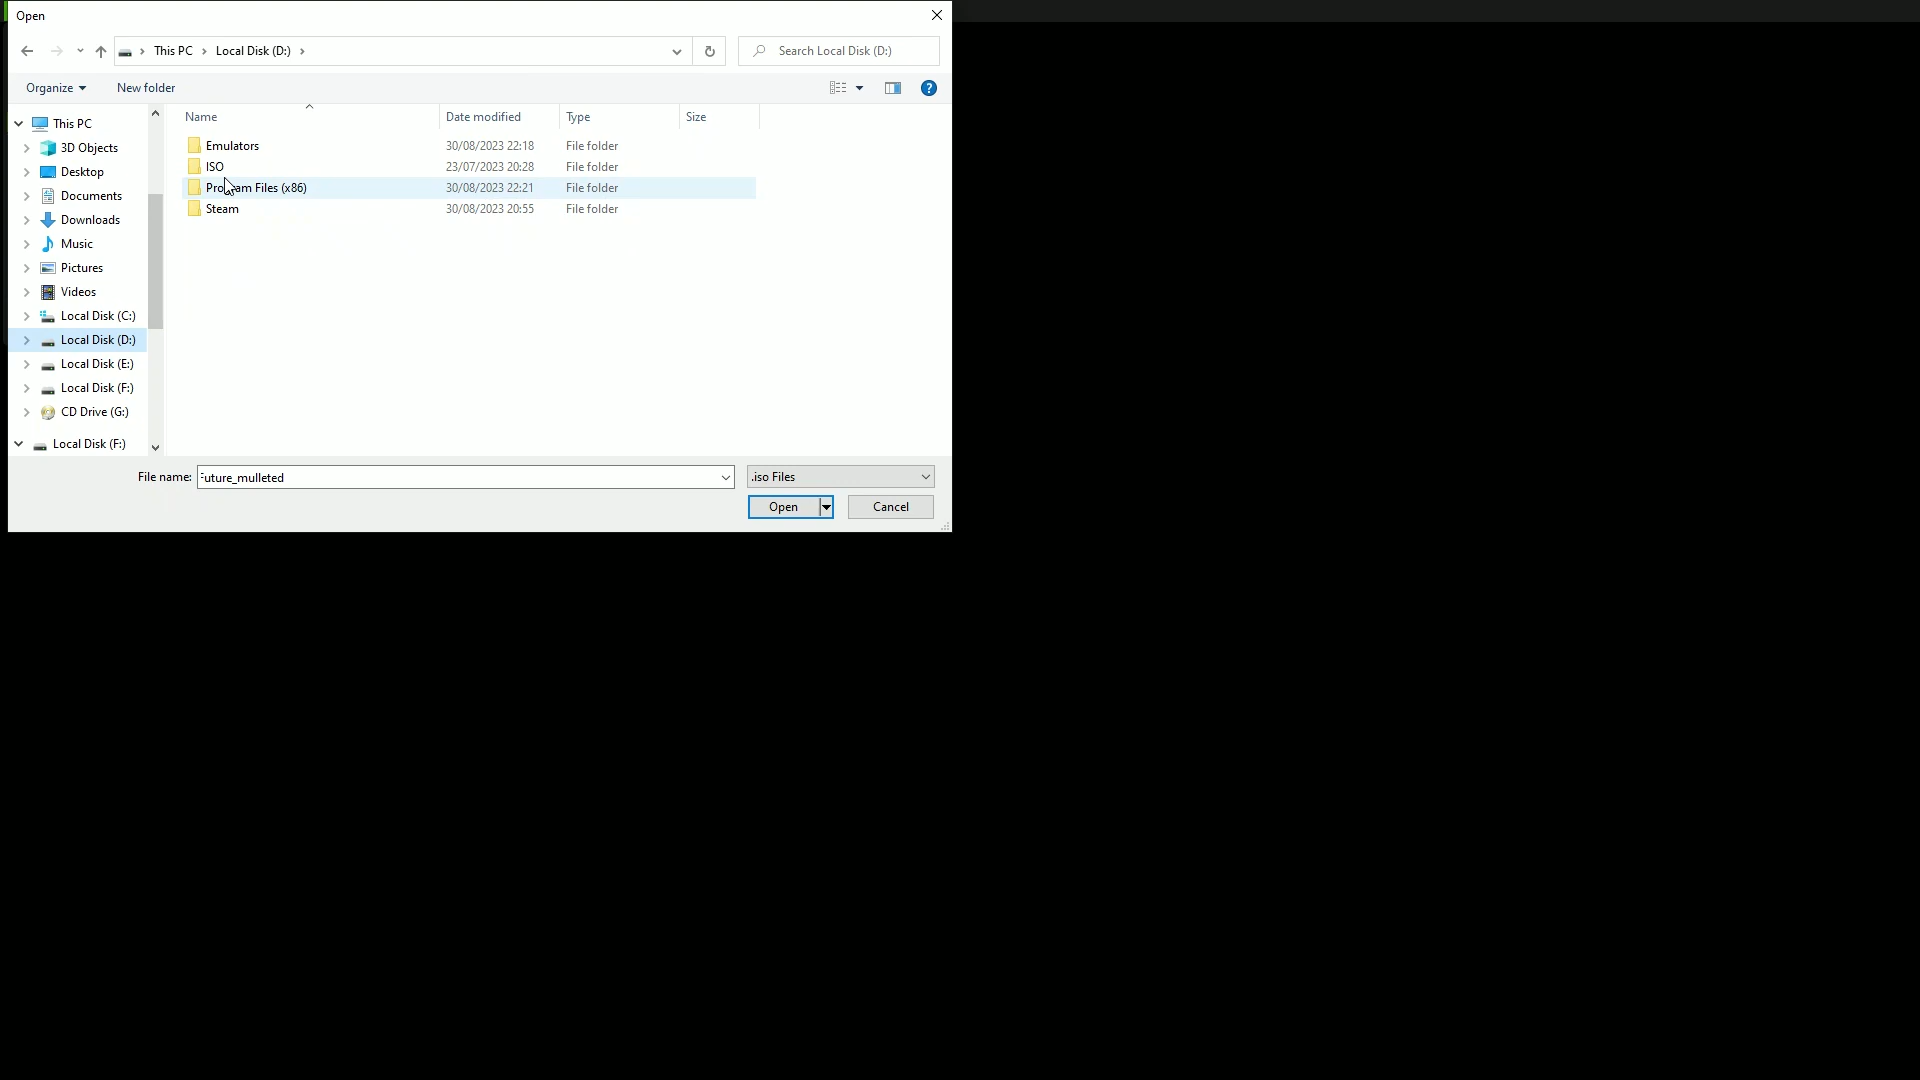 Open
This PC
Local Disk (D:)
Search Local Disk (D:)
Organize
New folder
This PC
3D Objects
Desktop
Documents
Downloads
Music
Pictures
Videos
Local Disk (C:)
Local Disk (D:)
Local Disk (E:)
Local Disk (F:)
CD Drive (G:)
Local Disk (F:)
Name Date modified Type Size
Emulators 30/08/2023 22:18 File folder
ISO 23/07/2023 20:28 File folder
Program Files (x86) 30/08/2023 22:21 File folder
Steam 30/08/2023 20:55 File folder
File name: uture_mulleted .iso Files
Open Cancel